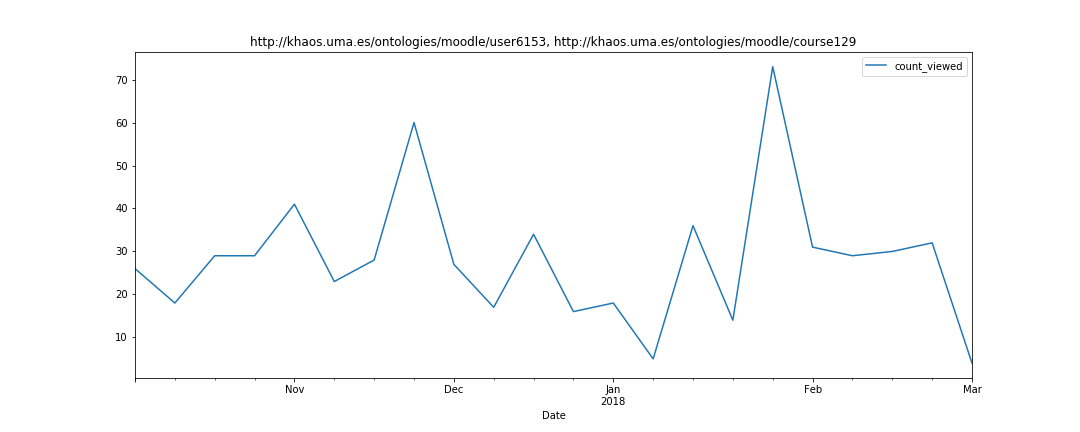 http://khaos.uma.es/ontologies/moodle/user6153, http://khaos.uma.es/ontologies/moodle/course129
count_viewed
70
60
50
40
30
20
10
Nov
Dec
Jan
2018
Feb
Mar
Date